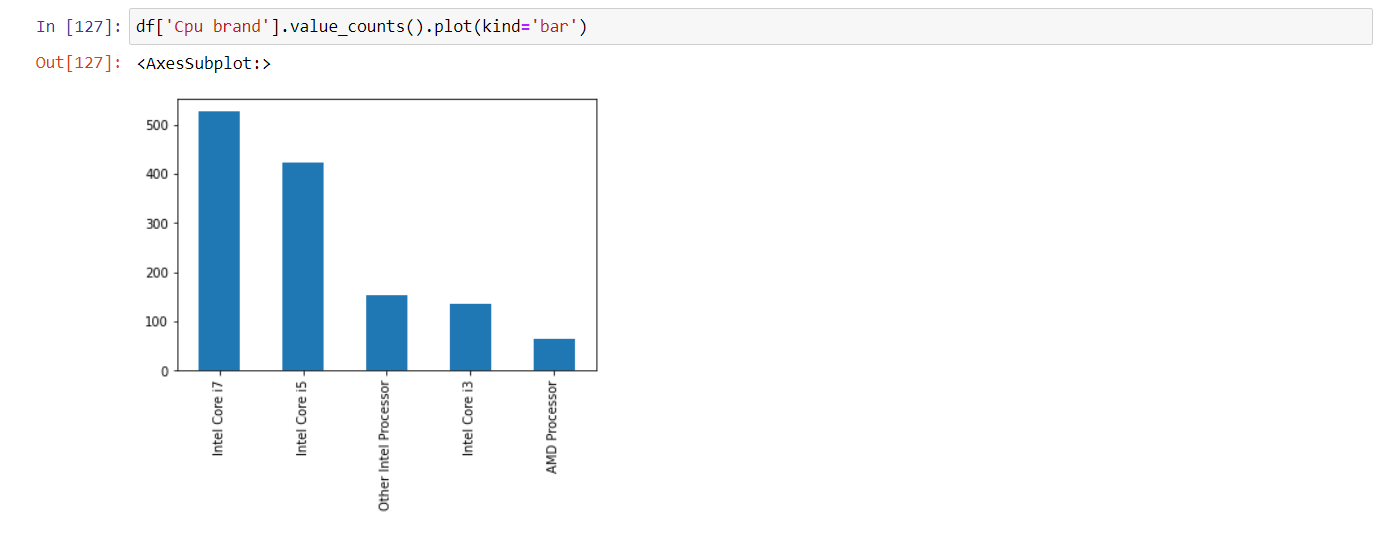 In [127]: df['Cpu brand'].value_counts().plot(kind='bar')
Out[127]: <AxesSubplot:>
500
400
300
200
100
0
Intel Core i7
Intel Core i5
Other Intel Processor
Intel Core i3
AMD Processor